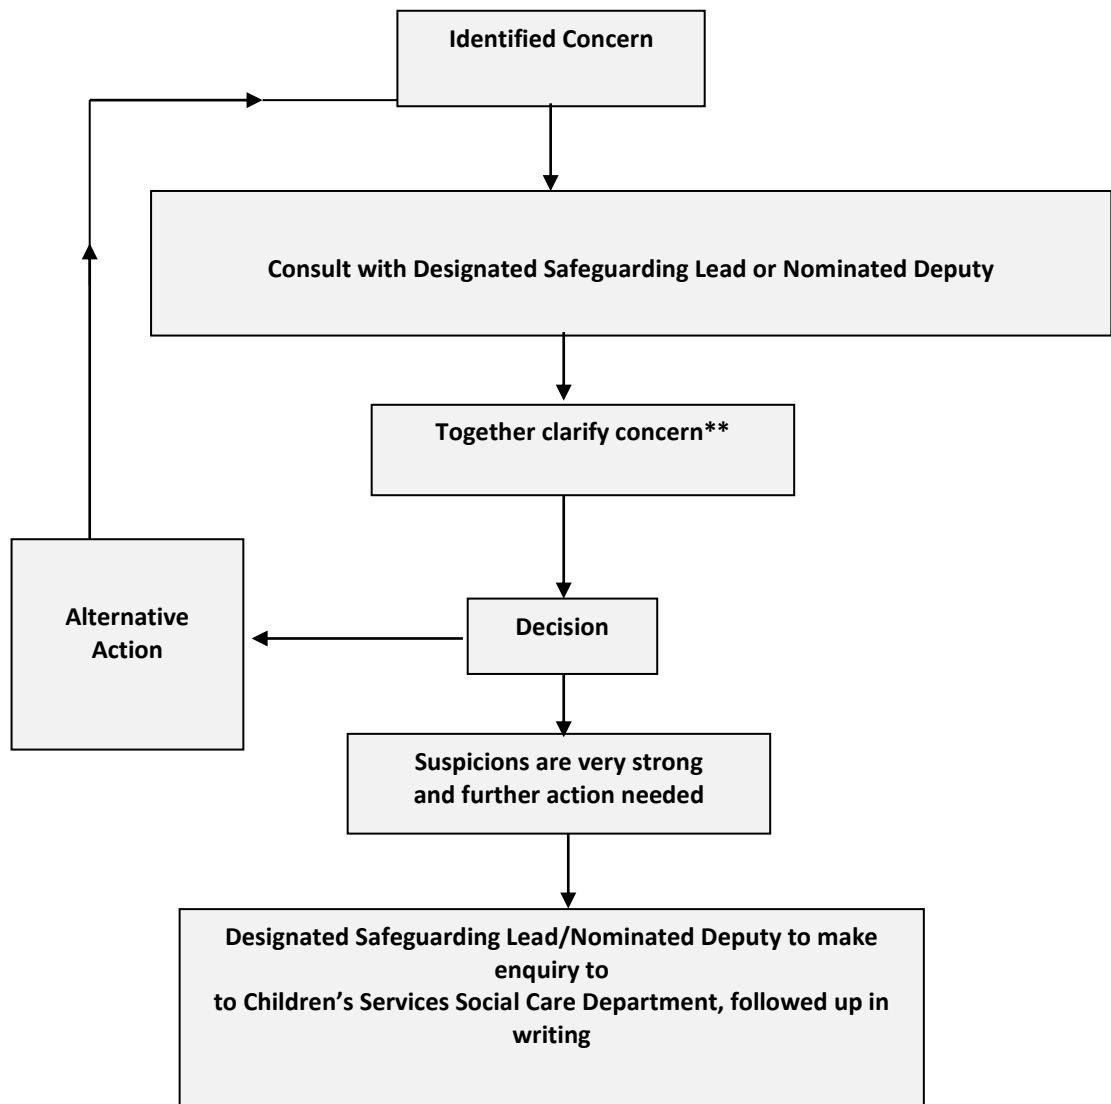 Identified Concern
Consult with Designated Safeguarding Lead or Nominated Deputy
Together clarify concern**
Alternative
Action
Decision
Suspicions are very strong
and further action needed
Designated Safeguarding Lead/Nominated Deputy to make
enquiry to
to Children’s Services Social Care Department, followed up in
writing